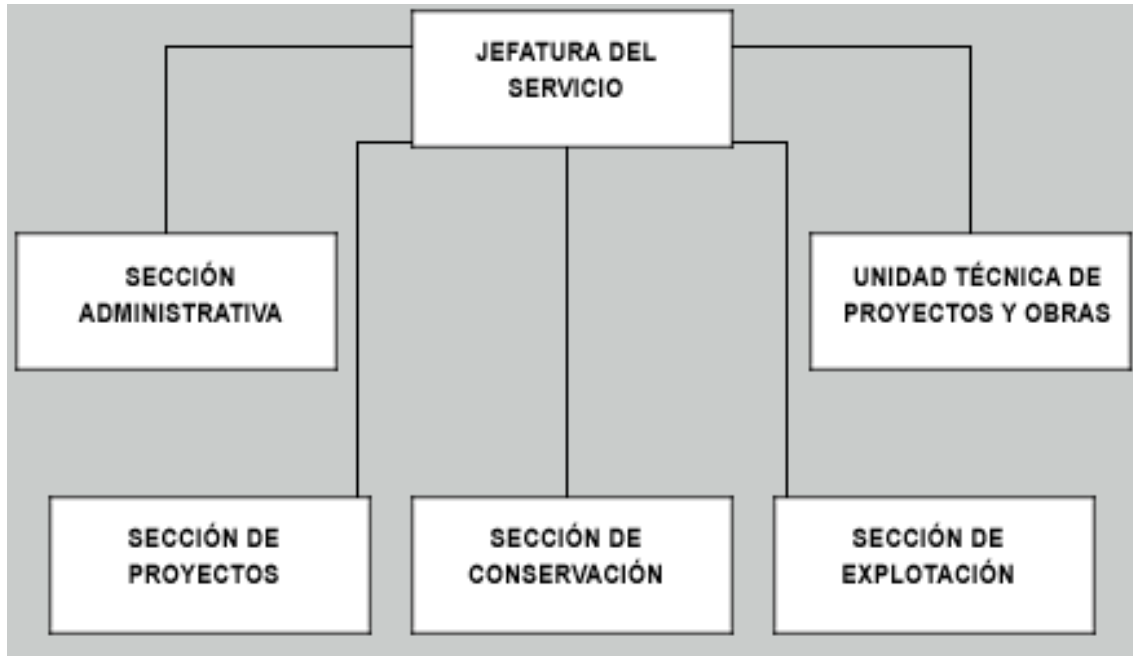 JEFATURA DEL
SERVICIO
SECCIÓN
ADMINISTRATIVA
UNIDAD TÉCNICA DE
PROYECTOS Y OBRAS
SECCIÓN DE
PROYECTOS
SECCIÓN DE
CONSERVACIÓN
SECCIÓN DE
EXPLOTACIÓN